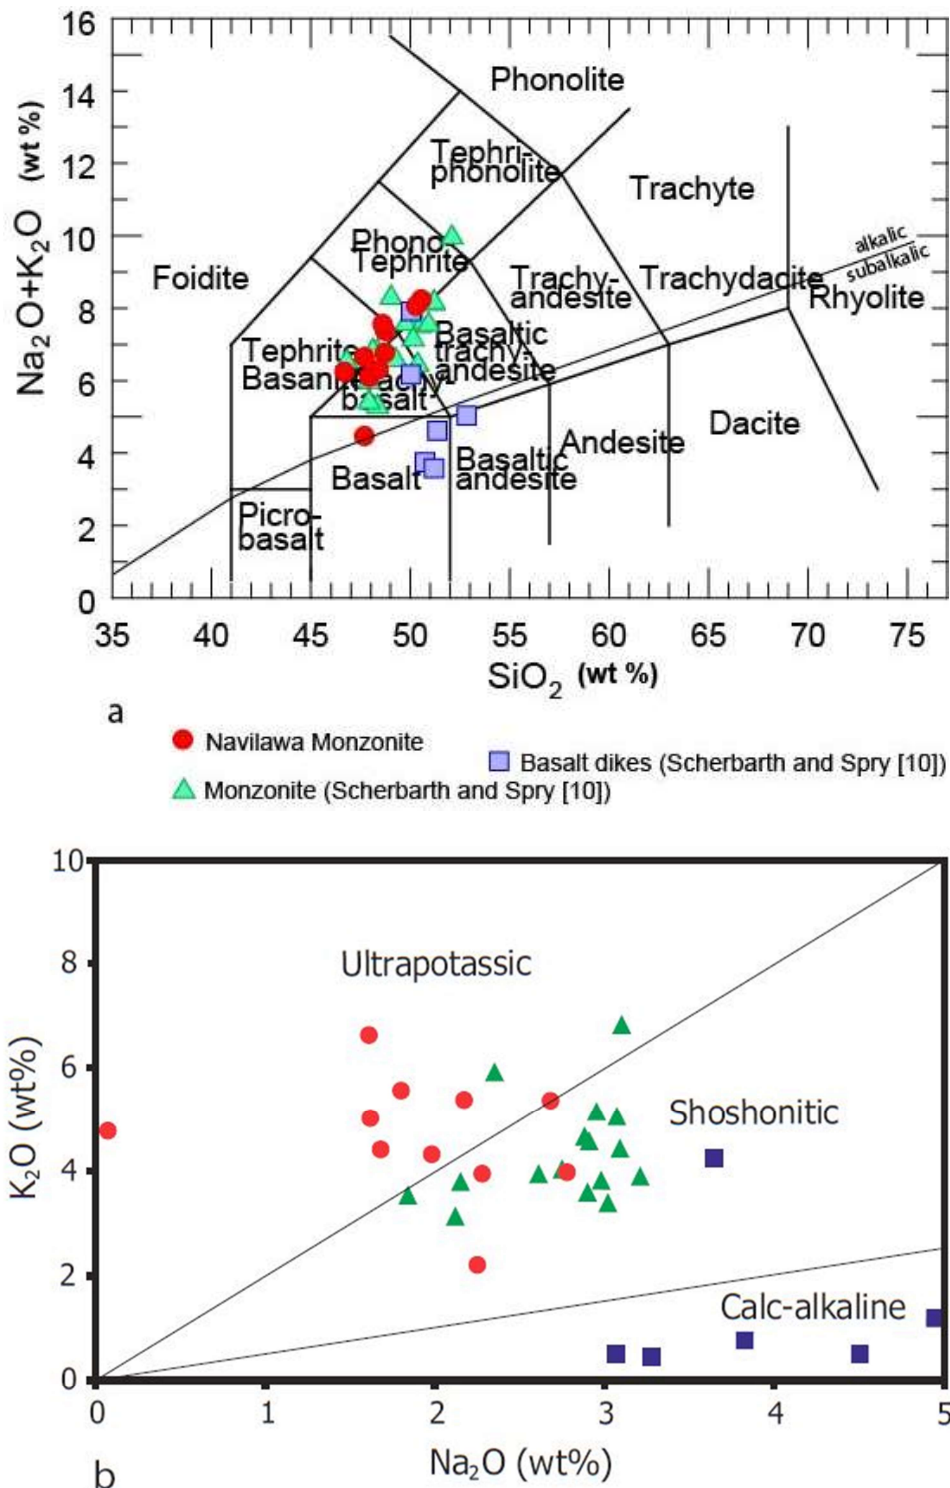 16
14
12
10
8
6
4
2
0
Na2O+K2O (wt %)
Phonolite
Tephri-
phonolite
Trachyte
Foidite
Phono-
Tephrite
Trachy-
andesite
Trachydacite
alkalic
subalkalic
Rhyolite
Tephrite
Basanite
Basaltic
trachy-
andesite
Trachy-
basalt
Basalt
Basaltic
andesite
Andesite
Dacite
Picro-
basalt
35 40 45 50 55 60 65 70 75
SiO2 (wt %)
a
Navilawa Monzonite
Basalt dikes (Scherbarth and Spry [10])
Monzonite (Scherbarth and Spry [10])
10
8
6
4
2
0
K2O (wt%)
Ultrapotassic
Shoshonitic
Calc-alkaline
0 1 2 3 4 5
Na2O (wt%)
b